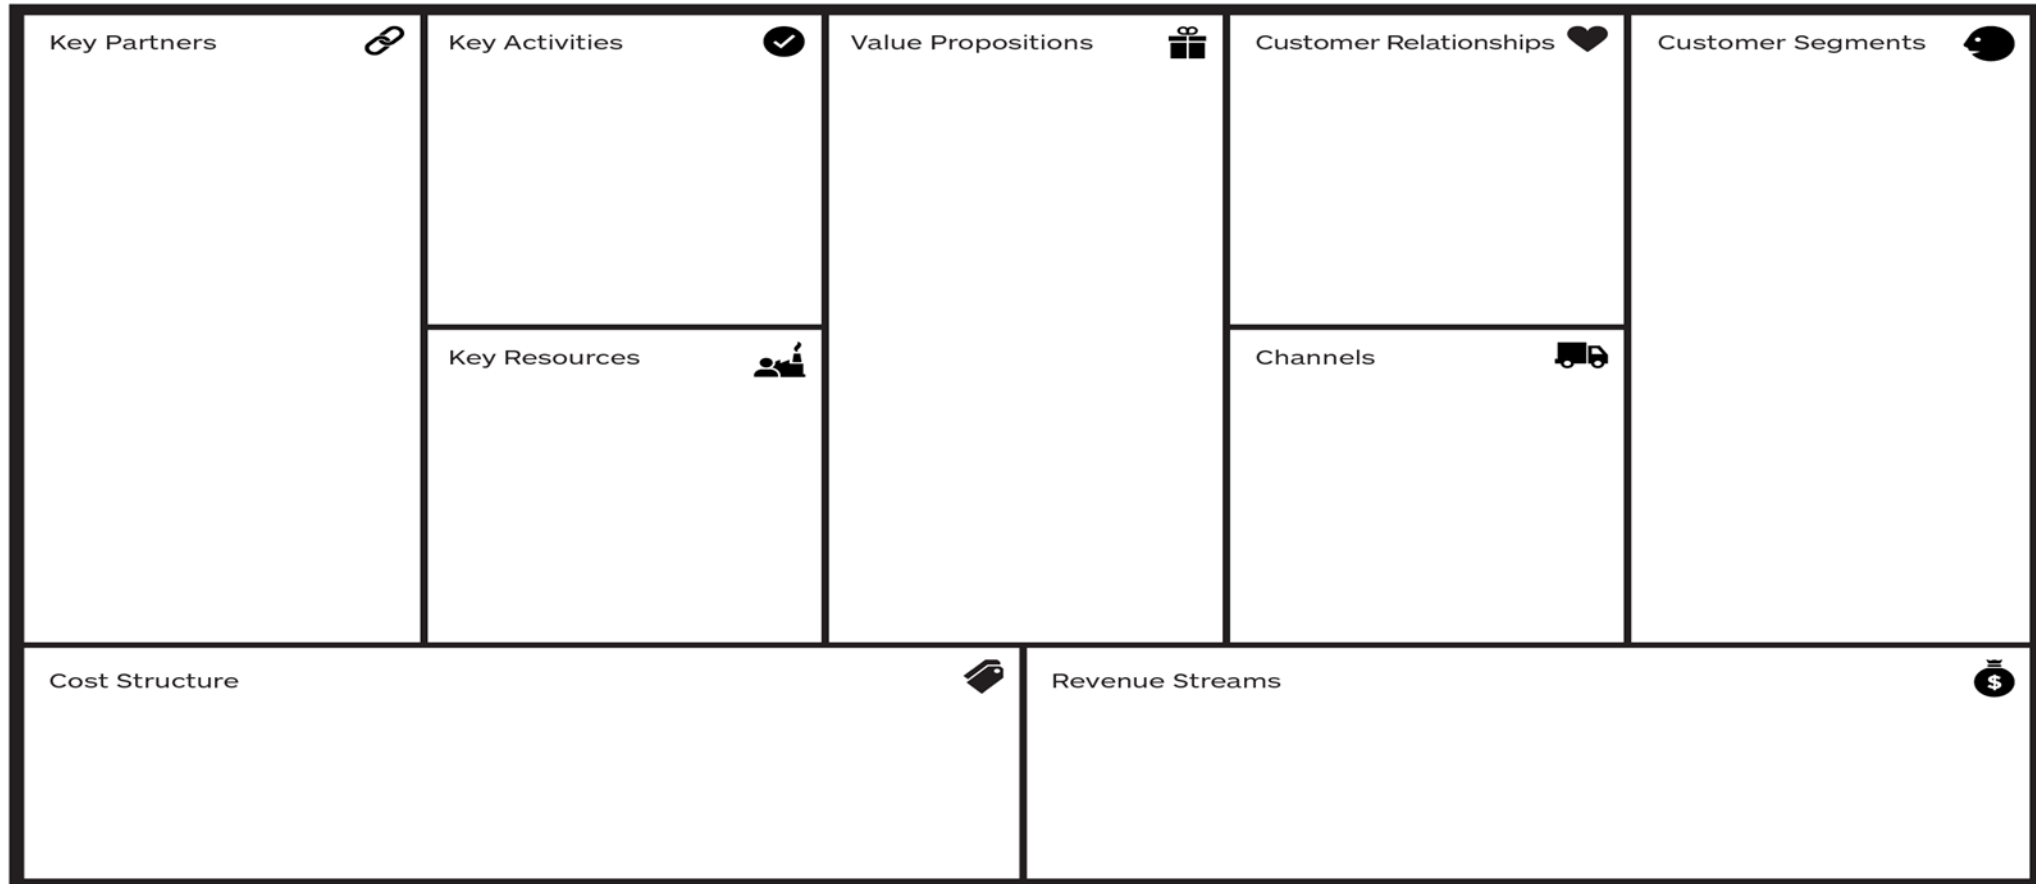 Key Partners
Key Activities
Value Propositions
Customer Relationships
Customer Segments
Key Resources
Channels
Cost Structure
Revenue Streams
$